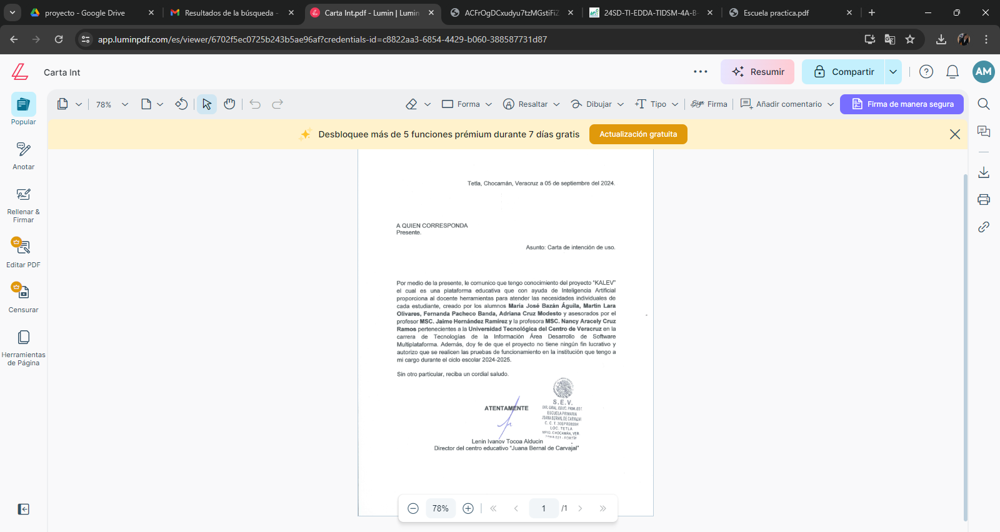 proyecto - Google Drive
Resultados de la búsqueda -
Carta Int.pdf - Lumin | Lumin
ACFrOgDCxudyu7tzMGstiFiZ
24SD-TI-EDDA-TIDSM-4A-B-
Escuela practica.pdf
app.luminpdf.com/es/viewer/6702f5ec0725b243b5ae96af?credentials-id=c8822aa3-6854-4429-b060-388587731d87
Carta Int
Resumir
Compartir
AM
78%
Forma
Resaltar
Dibujar
Tipo
Firma
Añadir comentario
Firma de manera segura
Desbloquee más de 5 funciones prémium durante 7 días gratis
Actualización gratuita
Popular
Anotar
Rellenar &
Firmar
Editar PDF
Censurar
Herramientas
de Página
Tetla, Chocamán, Veracruz a 05 de septiembre del 2024.
A QUIEN CORRESPONDA
Presente.
Asunto: Carta de intención de uso.
Por medio de la presente, le comunico que tengo conocimiento del proyecto "KALEV"
el cual es una plataforma educativa que con ayuda de Inteligencia Artificial
proporciona al docente herramientas para atender las necesidades individuales de
cada estudiante, creado por los alumnos María José Bazán Águila, Martin Lara
Olivares, Fernanda Pacheco Banda, Adriana Cruz Modesto y asesorados por el
profesor MSC. Jaime Hernández Ramírez y la profesora MSC. Nancy Aracely Cruz
Ramos pertenecientes a la Universidad Tecnológica del Centro de Veracruz en la
carrera de Tecnologías de la Información Área Desarrollo de Software
Multiplataforma. Además, doy fe de que el proyecto no tiene ningún fin lucrativo y
autorizo que se realicen las pruebas de funcionamiento en la institución que tengo a
mi cargo durante el ciclo escolar 2024-2025.
Sin otro particular, reciba un cordial saludo.
ATENTAMENTE
S.E.V.
DIR. GRAL. EDUC. PRIM. EST.
ESCUELA PRIMARIA
JUANA BERNAL DE CARVAJAL
C. C. T.
LOC. TETLA
MPIO. CHOCAMÁN, VER.
Lenin Ivanov Tocoa Alducin
Director del centro educativo "Juana Bernal de Carvajal"
78%
1
/1